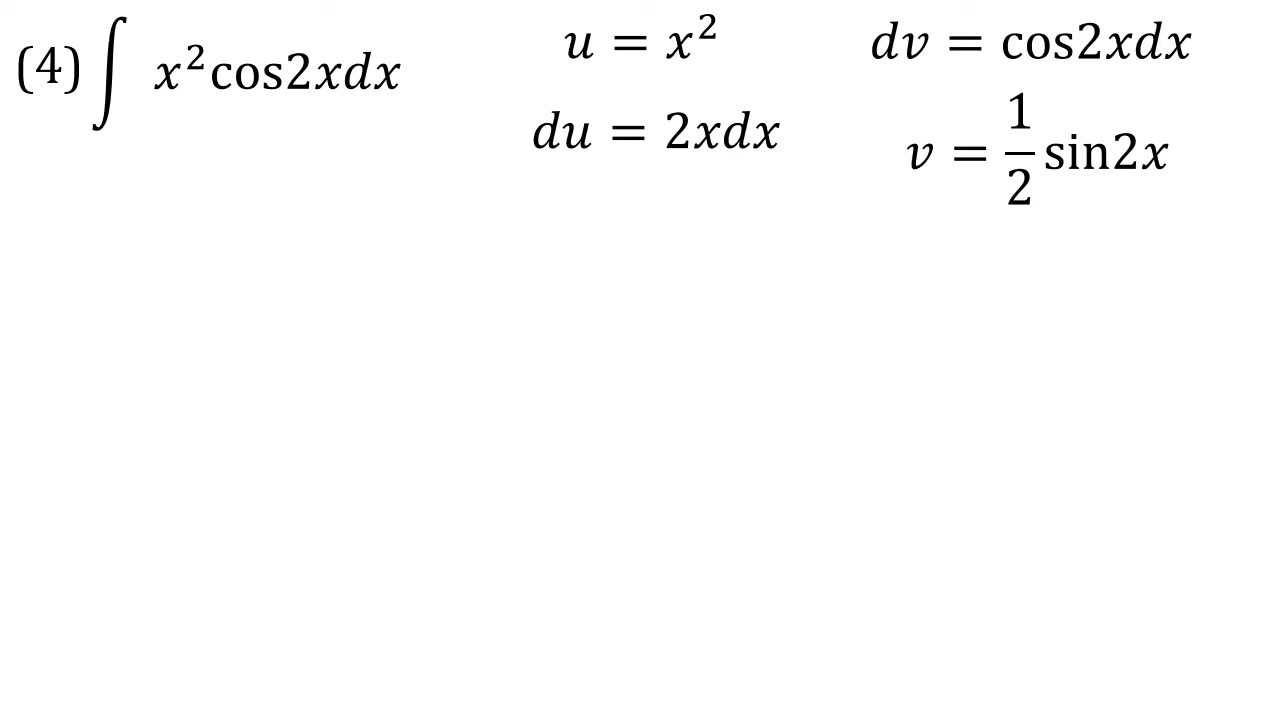 (4) ∫ x²cos2xdx
u = x²
du = 2xdx
dv = cos2xdx
v = 1/2 sin2x